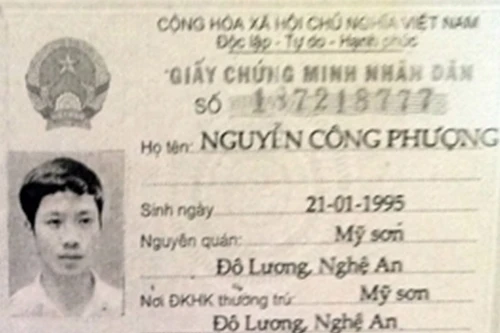 CỘNG HÒA XÃ HỘI CHỦ NGHĨA VIỆT NAM
Độc lập - Tự do - Hạnh phúc
GIẤY CHỨNG MINH NHÂN DÂN
SỐ 187218777
Họ tên: NGUYỄN CÔNG PHƯỢNG
Sinh ngày 21-01-1995
Nguyên quán: Mỹ sơn
Đô Lương, Nghệ An
Nơi ĐKHK thường trú: Mỹ sơn
Đô Lương, Nghệ An